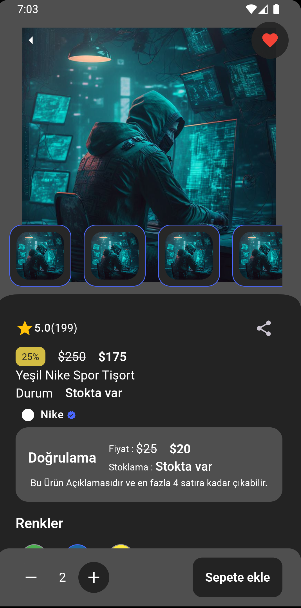 7:03
5.0(199)
25% $250 $175
Yeşil Nike Spor Tişort
Durum Stokta var
Nike
Doğrulama
Fiyat : $25 $20
Stoklama : Stokta var
Bu Ürün Açıklamasıdır ve en fazla 4 satıra kadar çıkabilir.
Renkler
2
Sepete ekle